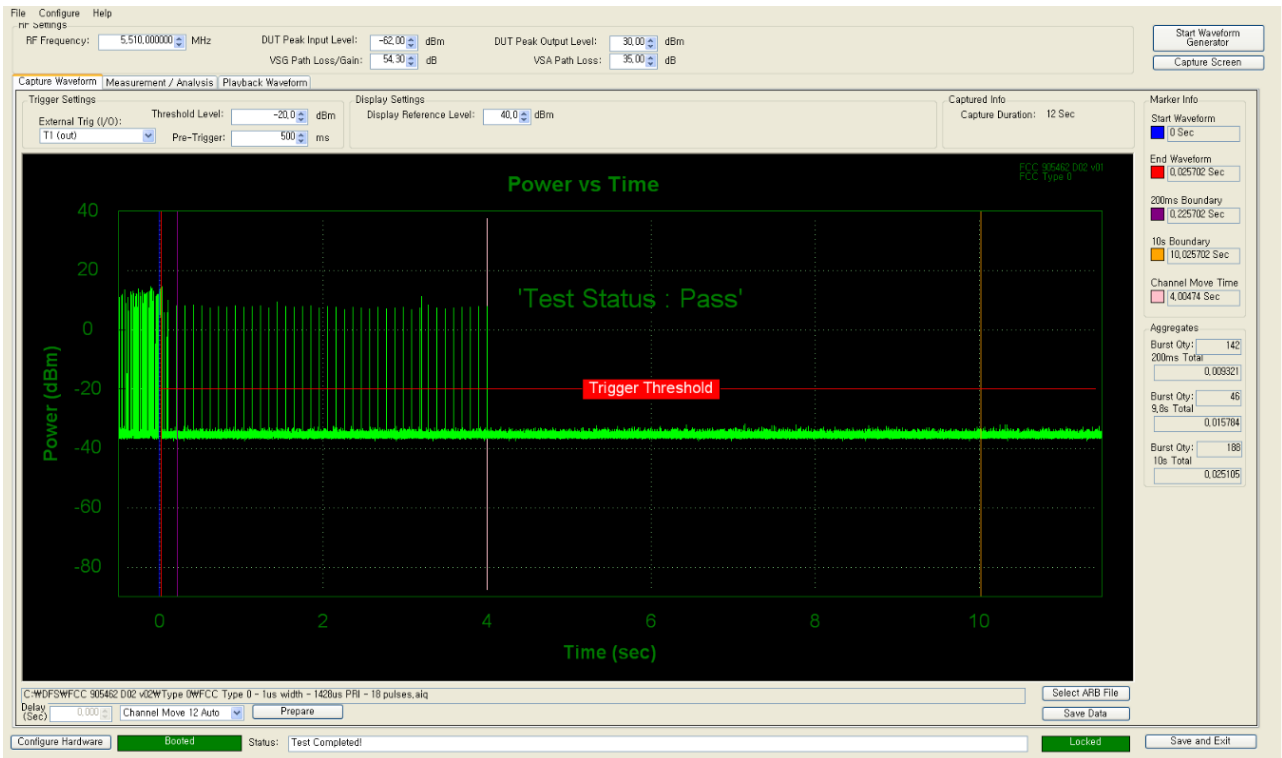 File Configure Help
RF Settings
RF Frequency: 5,510,000000 MHz DUT Peak Input Level: -62,00 dBm DUT Peak Output Level: 30,00 dBm
VSG Path Loss/Gain: 54,30 dB VSA Path Loss: 35,00 dB
Start Waveform
Generator
Capture Screen
Capture Waveform Measurement / Analysis Playback Waveform
Trigger Settings
External Trig (I/O): Threshold Level: -20,0 dBm
T1 (out) Pre-Trigger: 500 ms
Display Settings
Display Reference Level: 40,0 dBm
Captured Info
Capture Duration: 12 Sec
Marker Info
Start Waveform
0 Sec
End Waveform
0,025702 Sec
200ms Boundary
0,225702 Sec
10s Boundary
10,025702 Sec
Channel Move Time
4,00474 Sec
Aggregates
Burst Qty: 142
200ms Total
0,009321
Burst Qty: 46
9,8s Total
0,015784
Burst Qty: 188
10s Total
0,025105
FCC 905462 D02 v01
FCC Type 0
Power vs Time
'Test Status : Pass'
Trigger Threshold
Power (dBm)
40
20
0
-20
-40
-60
-80
0 2 4 6 8 10
Time (sec)
C:₩DFS₩FCC 905462 D02 v02₩Type 0₩FCC Type 0 - 1us width - 1428us PRI - 18 pulses,aiq
Select ARB File
Delay
(Sec) 0,000 Channel Move 12 Auto Prepare
Save Data
Configure Hardware Booted Status: Test Completed! Locked Save and Exit